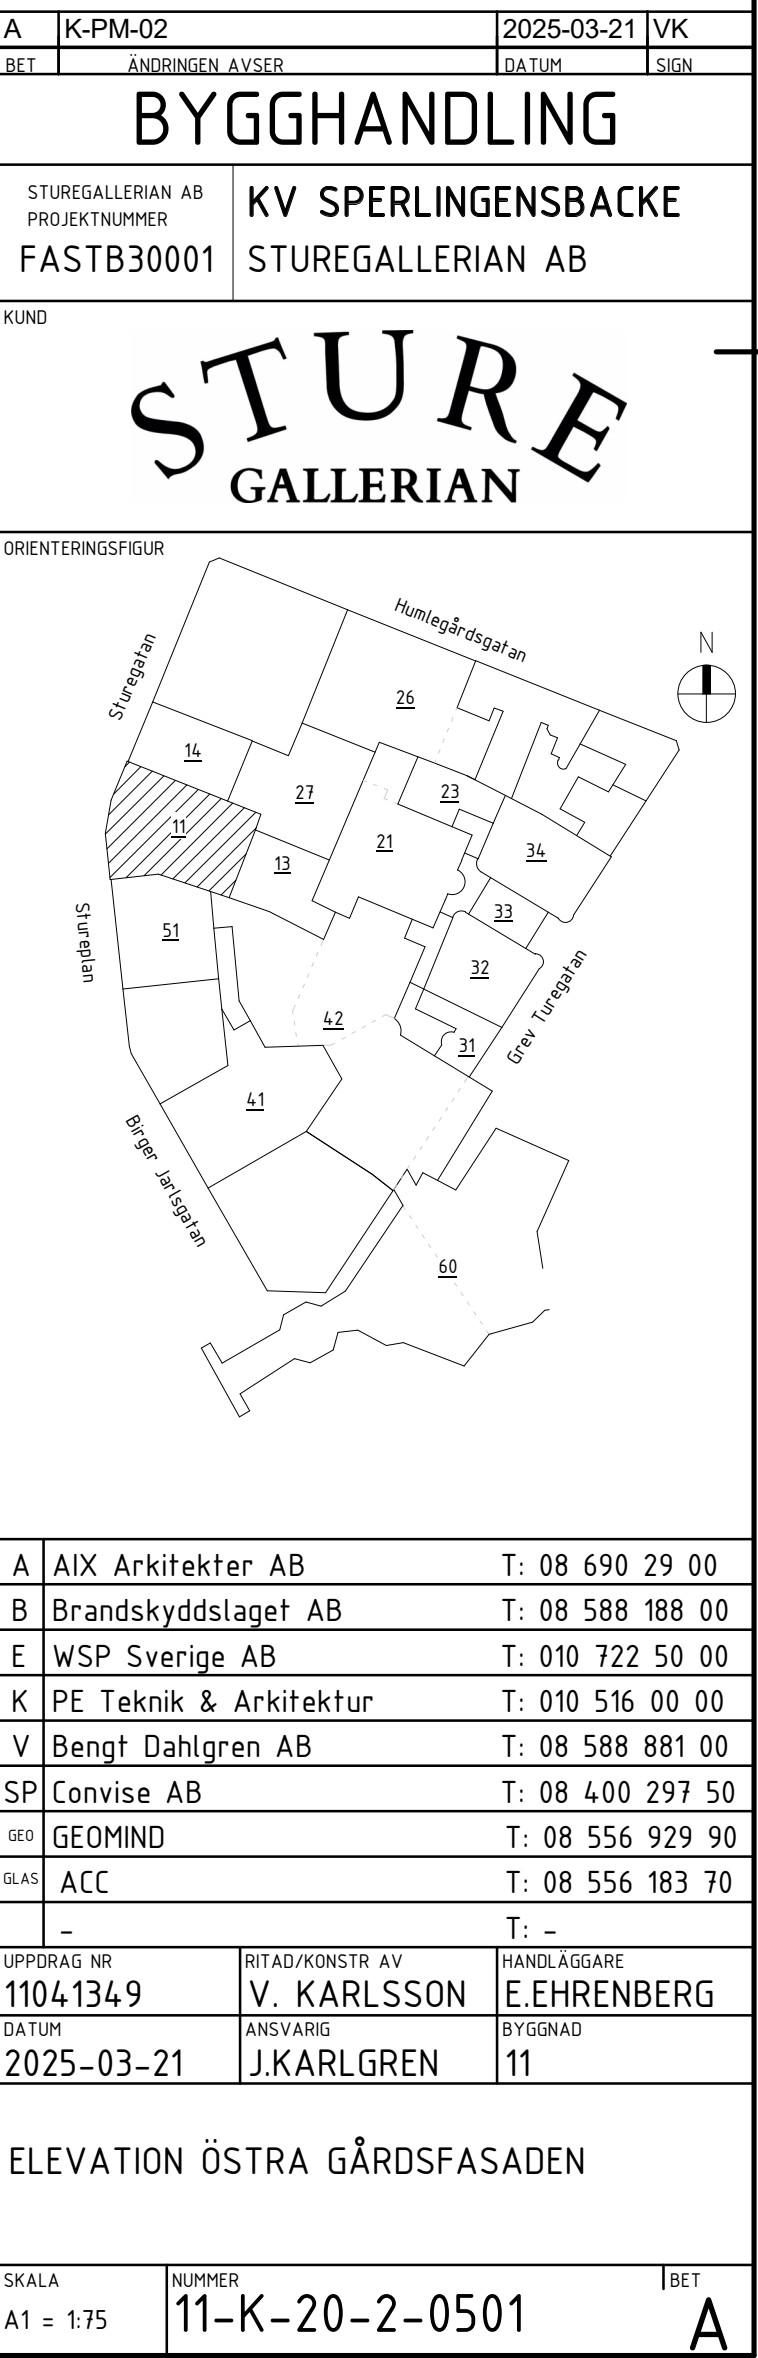 A K-PM-02 2025-03-21 VK
BET ÄNDRINGEN AVSER DATUM SIGN
BYGGHANDLING
STUREGALLERIAN AB
PROJEKTNUMMER
FASTB30001
KV SPERLINGENSBACKE
STUREGALLERIAN AB
KUND
STURE
GALLERIAN
ORIENTERINGSFIGUR
Humlegårdsgatan
Sturegatan
N
26
14
27
23
11
21
34
13
33
51
Stureplan
32
Grev Turegatan
42
31
41
Birger Jarlsgatan
60
A AIX Arkitekter AB T: 08 690 29 00
B Brandskyddslaget AB T: 08 588 188 00
E WSP Sverige AB T: 010 722 50 00
K PE Teknik & Arkitektur T: 010 516 00 00
V Bengt Dahlgren AB T: 08 588 881 00
SP Convise AB T: 08 400 297 50
GEO GEOMIND T: 08 556 929 90
GLAS ACC T: 08 556 183 70
- T: -
UPPDRAG NR RITAD/KONSTR AV HANDLÄGGARE
11041349 V. KARLSSON E.EHRENBERG
DATUM ANSVARIG BYGGNAD
2025-03-21 J.KARLGREN 11
ELEVATION ÖSTRA GÅRDSFASADEN
SKALA NUMMER BET
A1 = 1:75 11-K-20-2-0501 A